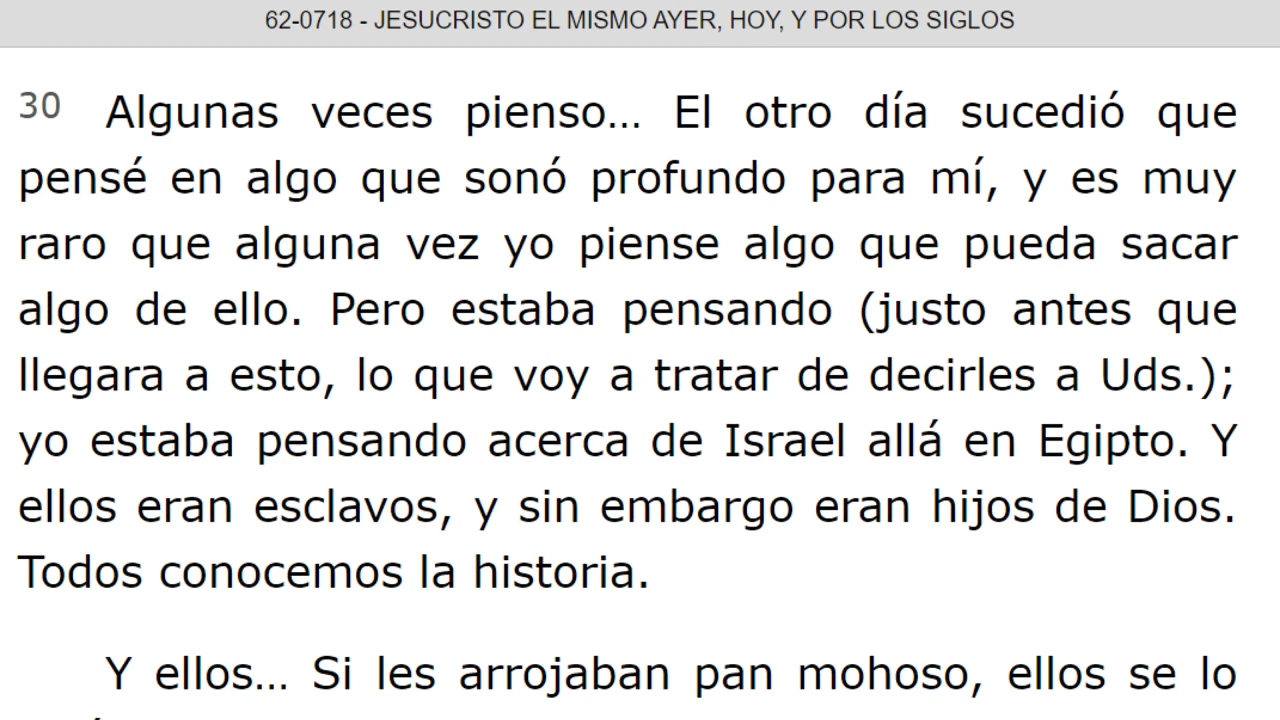 62-0718 - JESUCRISTO EL MISMO AYER, HOY, Y POR LOS SIGLOS
30 Algunas veces pienso… El otro día sucedió que
pensé en algo que sonó profundo para mí, y es muy
raro que alguna vez yo piense algo que pueda sacar
algo de ello. Pero estaba pensando (justo antes que
llegara a esto, lo que voy a tratar de decirles a Uds.);
yo estaba pensando acerca de Israel allá en Egipto. Y
ellos eran esclavos, y sin embargo eran hijos de Dios.
Todos conocemos la historia.
Y ellos… Si les arrojaban pan mohoso, ellos se lo